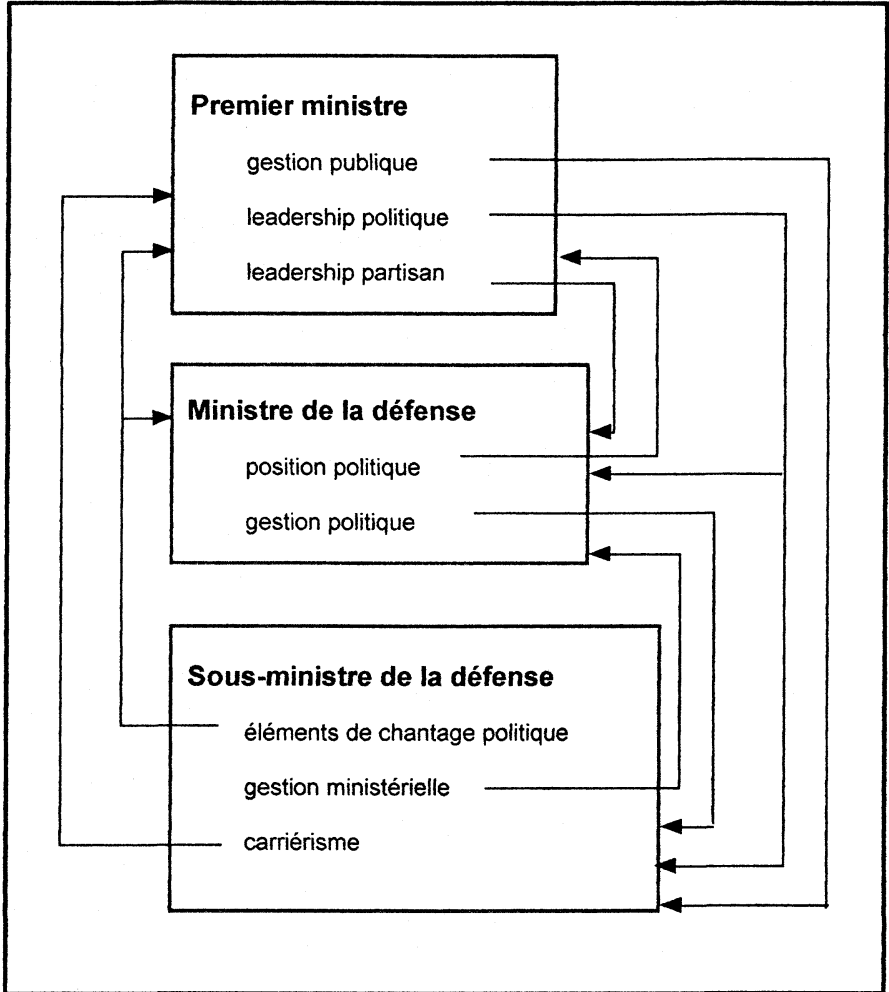 Premier ministre
gestion publique
leadership politique
leadership partisan
Ministre de la défense
position politique
gestion politique
Sous-ministre de la défense
éléments de chantage politique
gestion ministérielle
carriérisme